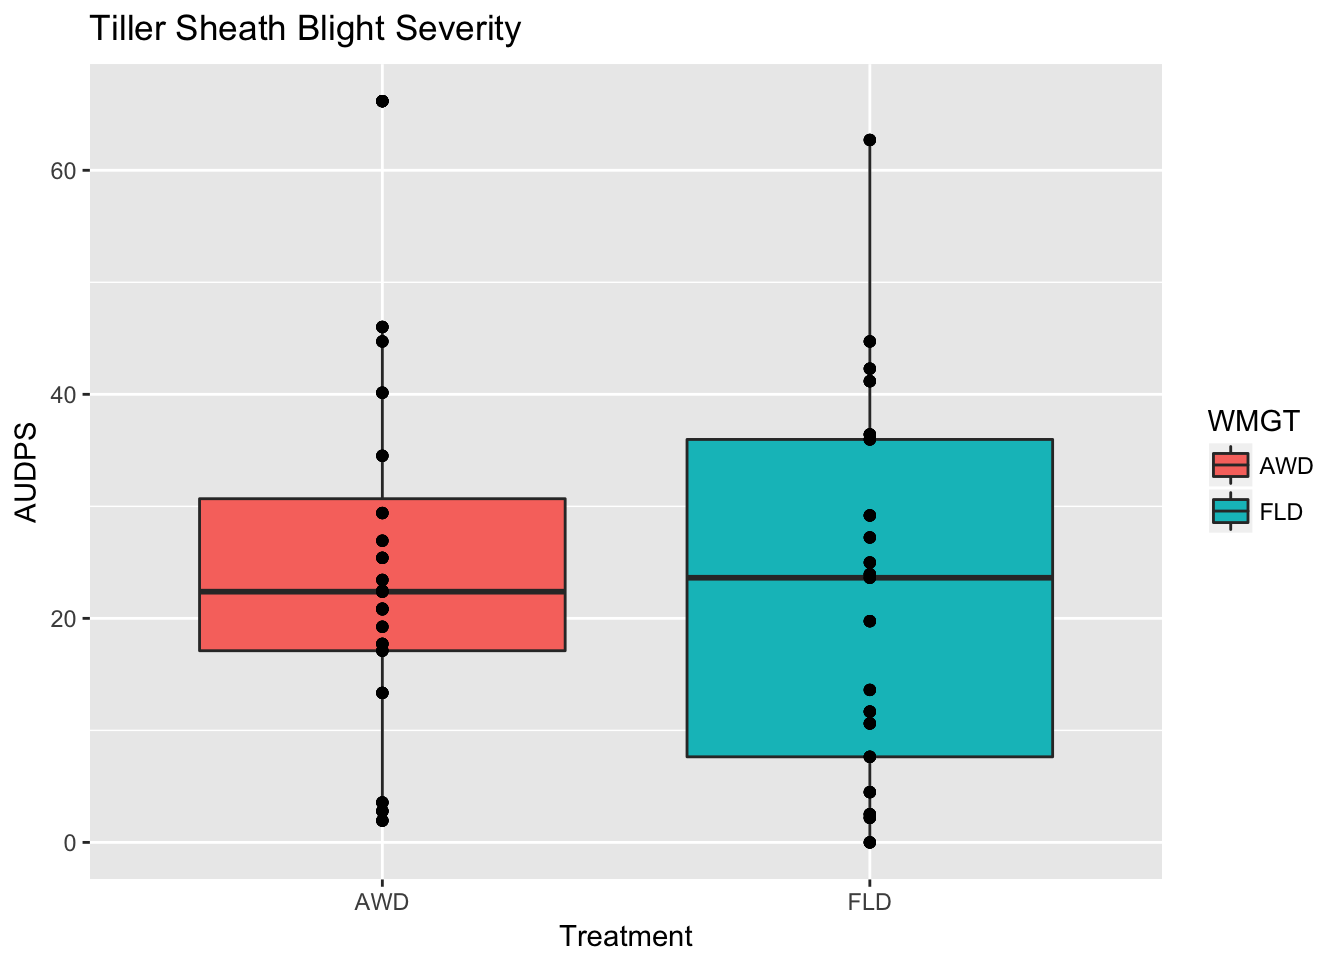 Tiller Sheath Blight Severity
AUDPS
60
40
20
0
AWD
FLD
Treatment
WMGT
AWD
FLD